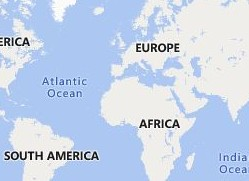 ERICA
EUROPE
Atlantic
Ocean
AFRICA
SOUTH AMERICA
India
Ocea